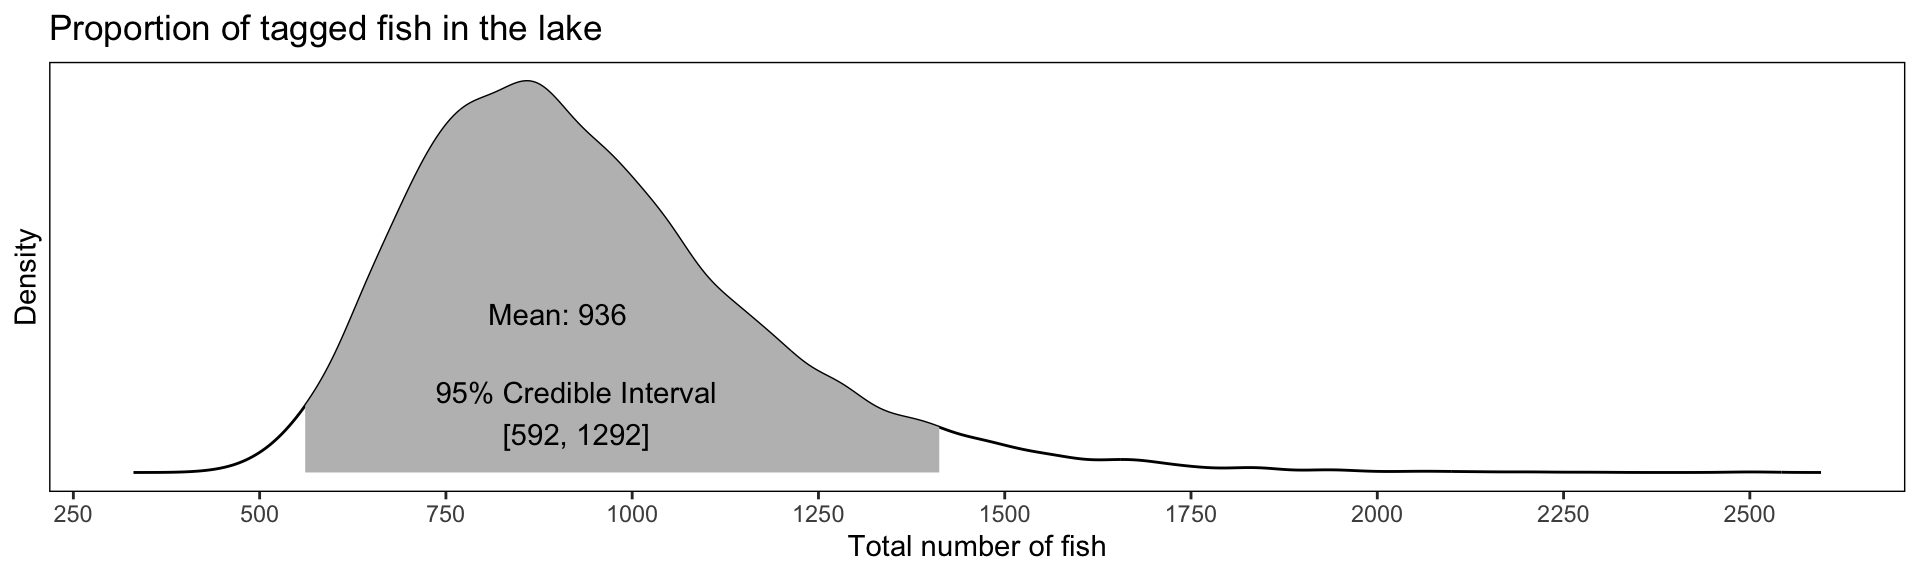 Proportion of tagged fish in the lake
Density
Mean: 936
95% Credible Interval
[592, 1292]
250 500 750 1000 1250 1500 1750 2000 2250 2500
Total number of fish